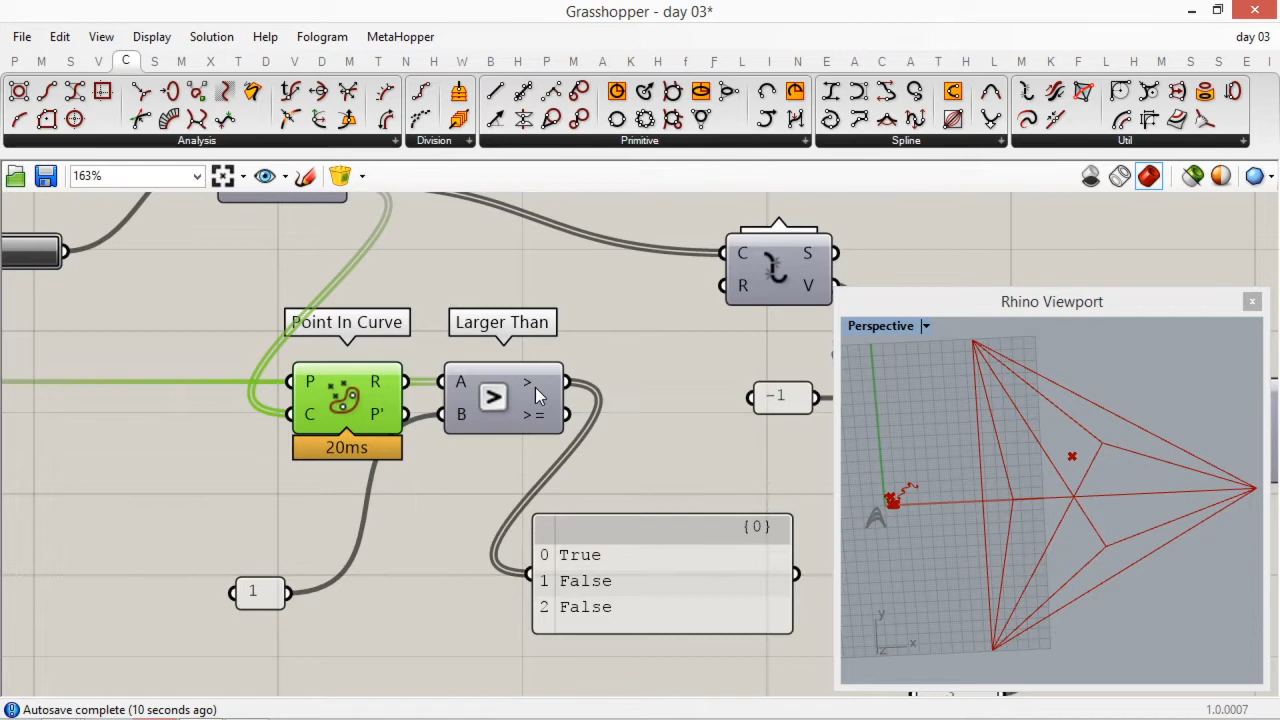 Grasshopper - day 03*
File Edit View Display Solution Help Fologram MetaHopper day 03
P M S V C S V M X T T D V D M T N H W P V P M A K H F L I N F A C A S I H L M F L M S E I
Analysis Division Primitive Spline Util
163%
C S
R V
Rhino Viewport
Perspective
Point In Curve Larger Than
P R A >
C P' B >=
20ms
-1
{0}
0 True
1 False
2 False
1
y
z x
Autosave complete (10 seconds ago) 1.0.0007